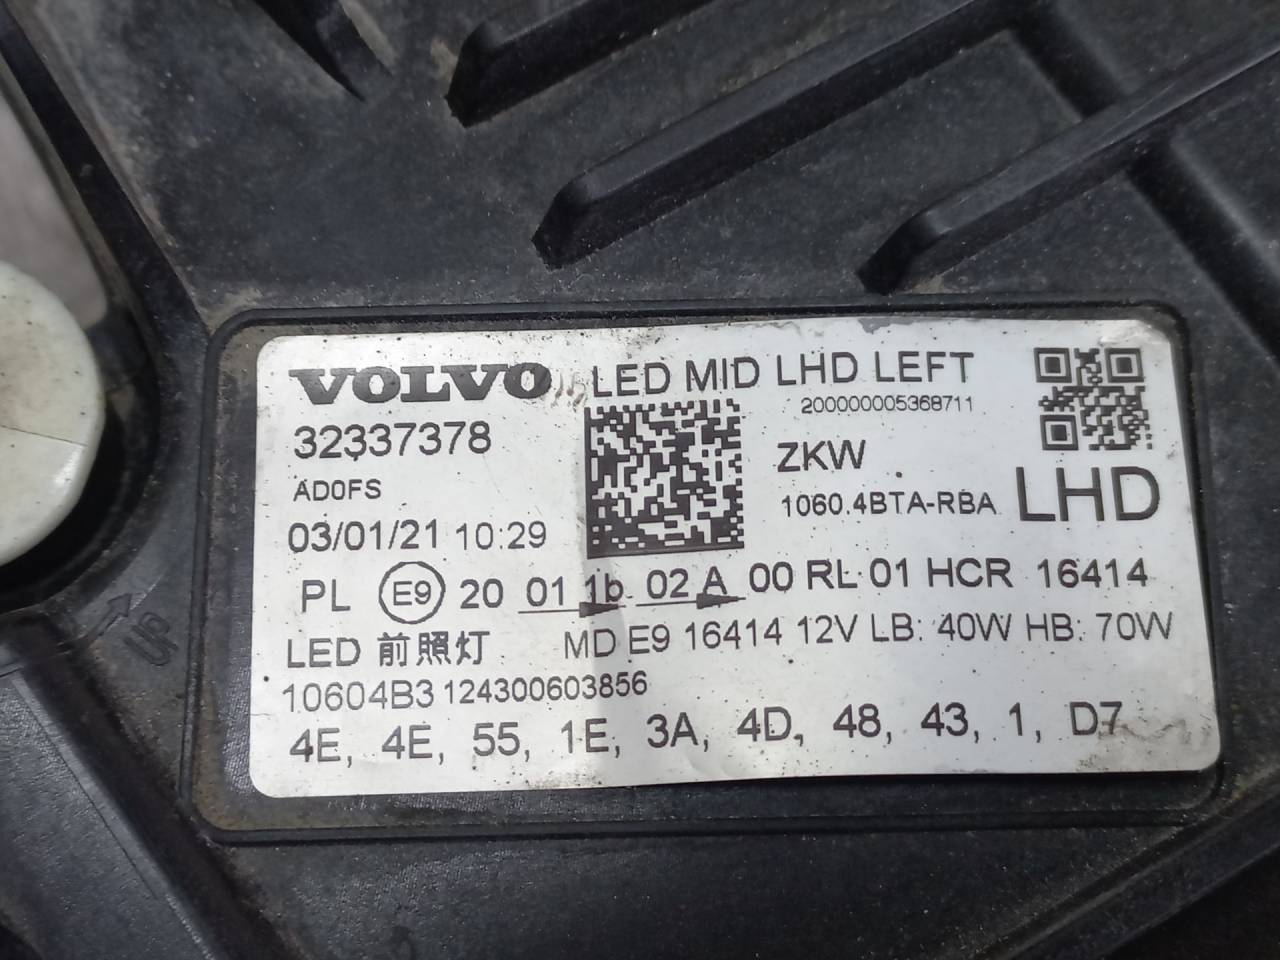 VOLVO LED MID LHD LEFT
200000005368711
32337378
ZKW
AD0FS
1060.4BTA-RBA LHD
03/01/21 10:29
PL E9 20 01 1b 02 A 00 RL 01 HCR 16414
LED 前照灯 MD E9 16414 12V LB: 40W HB: 70W
10604B3 124300603856
4E, 4E, 55, 1E, 3A, 4D, 48, 43, 1, D7
UP